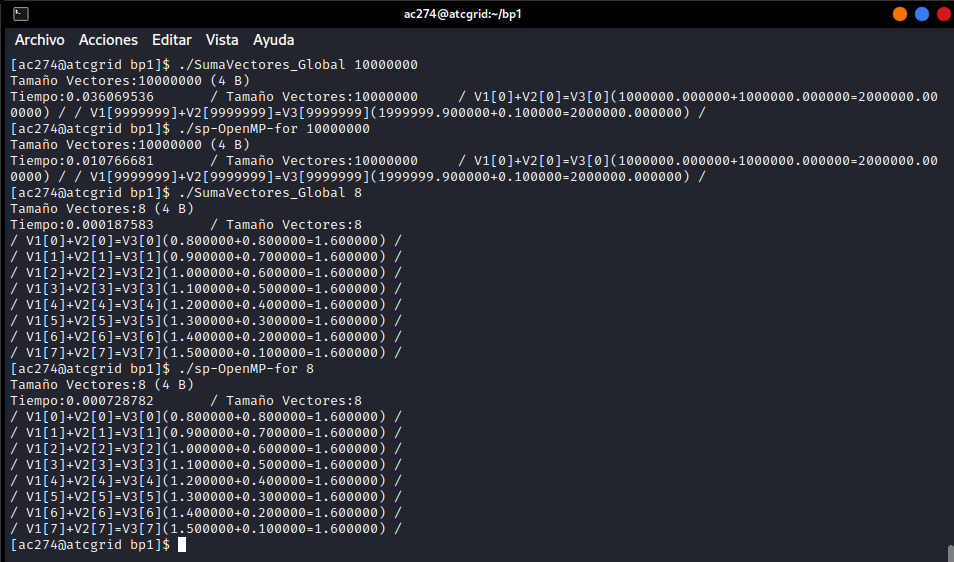 ac274@atcgrid:~/bp1
Archivo Acciones Editar Vista Ayuda
[ac274@atcgrid bp1]$ ./SumaVectores_Global 10000000
Tamaño Vectores:10000000 (4 B)
Tiempo:0.036069536 / Tamaño Vectores:10000000 / V1[0]+V2[0]=V3[0](1000000.000000+1000000.000000=2000000.00
0000) / / V1[9999999]+V2[9999999]=V3[9999999](1999999.900000+0.100000=2000000.000000) /
[ac274@atcgrid bp1]$ ./sp-OpenMP-for 10000000
Tamaño Vectores:10000000 (4 B)
Tiempo:0.010766681 / Tamaño Vectores:10000000 / V1[0]+V2[0]=V3[0](1000000.000000+1000000.000000=2000000.00
0000) / / V1[9999999]+V2[9999999]=V3[9999999](1999999.900000+0.100000=2000000.000000) /
[ac274@atcgrid bp1]$ ./SumaVectores_Global 8
Tamaño Vectores:8 (4 B)
Tiempo:0.000187583 / Tamaño Vectores:8
/ V1[0]+V2[0]=V3[0](0.800000+0.800000=1.600000) /
/ V1[1]+V2[1]=V3[1](0.900000+0.700000=1.600000) /
/ V1[2]+V2[2]=V3[2](1.000000+0.600000=1.600000) /
/ V1[3]+V2[3]=V3[3](1.100000+0.500000=1.600000) /
/ V1[4]+V2[4]=V3[4](1.200000+0.400000=1.600000) /
/ V1[5]+V2[5]=V3[5](1.300000+0.300000=1.600000) /
/ V1[6]+V2[6]=V3[6](1.400000+0.200000=1.600000) /
/ V1[7]+V2[7]=V3[7](1.500000+0.100000=1.600000) /
[ac274@atcgrid bp1]$ ./sp-OpenMP-for 8
Tamaño Vectores:8 (4 B)
Tiempo:0.000728782 / Tamaño Vectores:8
/ V1[0]+V2[0]=V3[0](0.800000+0.800000=1.600000) /
/ V1[1]+V2[1]=V3[1](0.900000+0.700000=1.600000) /
/ V1[2]+V2[2]=V3[2](1.000000+0.600000=1.600000) /
/ V1[3]+V2[3]=V3[3](1.100000+0.500000=1.600000) /
/ V1[4]+V2[4]=V3[4](1.200000+0.400000=1.600000) /
/ V1[5]+V2[5]=V3[5](1.300000+0.300000=1.600000) /
/ V1[6]+V2[6]=V3[6](1.400000+0.200000=1.600000) /
/ V1[7]+V2[7]=V3[7](1.500000+0.100000=1.600000) /
[ac274@atcgrid bp1]$